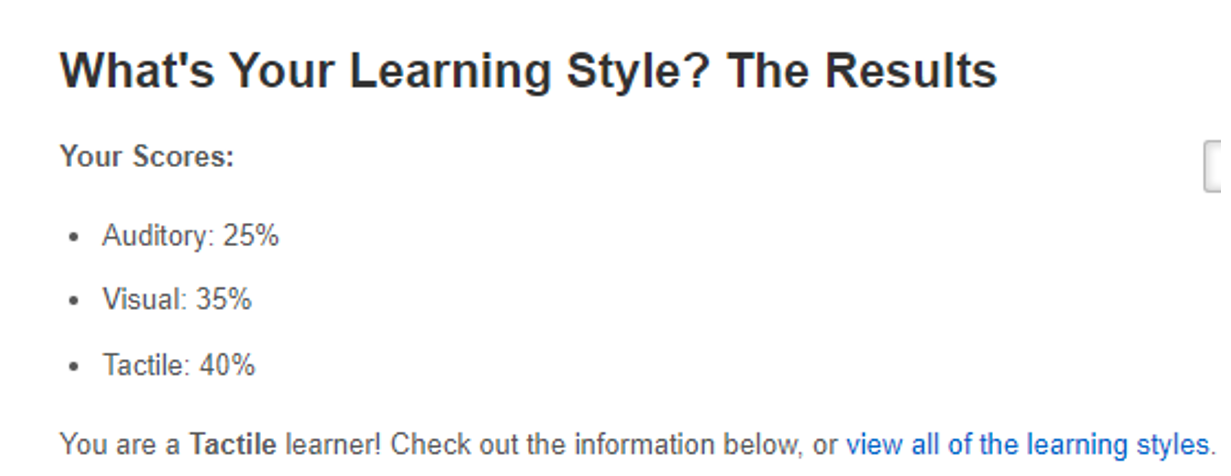 What's Your Learning Style? The Results
Your Scores:
• Auditory: 25%
• Visual: 35%
• Tactile: 40%
You are a Tactile learner! Check out the information below, or view all of the learning styles.